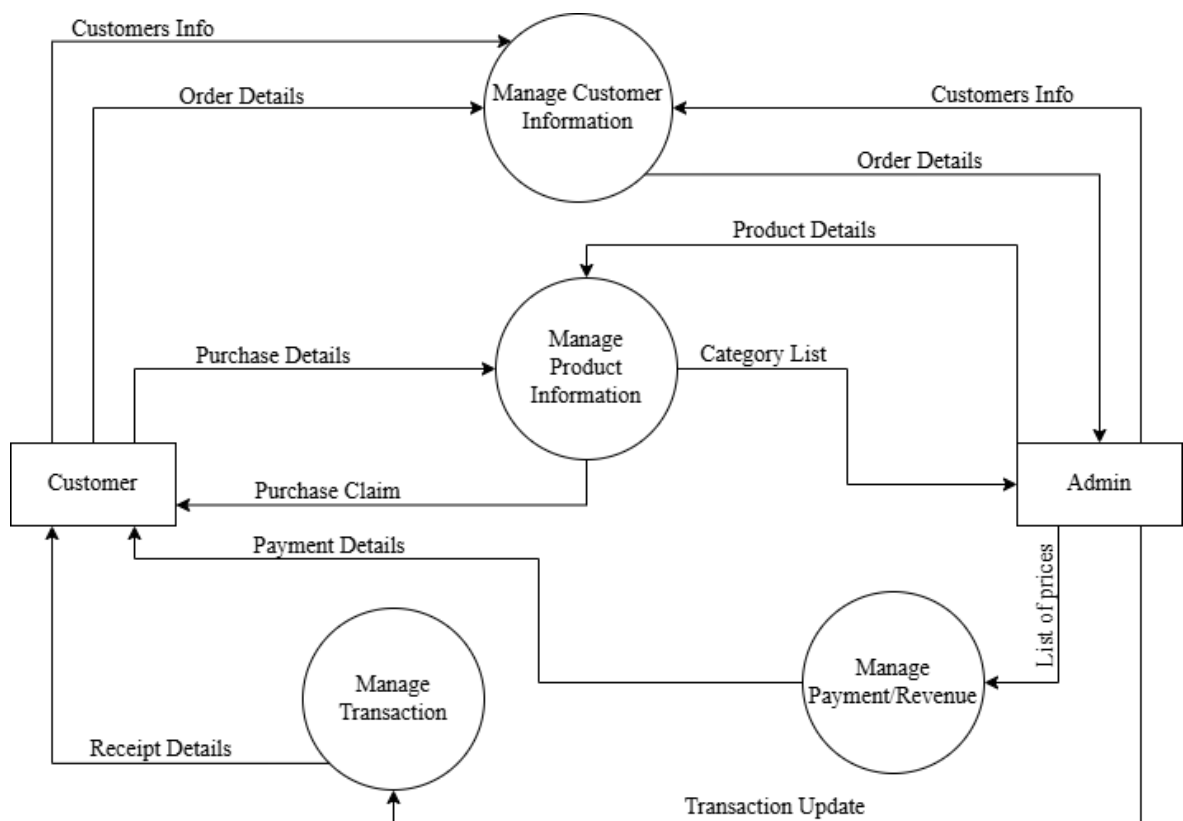 Customers Info
Manage Customer
Information
Order Details
Customers Info
Order Details
Product Details
Manage
Product
Information
Purchase Details
Category List
Customer
Admin
Purchase Claim
Payment Details
List of prices
Manage
Payment/Revenue
Manage
Transaction
Receipt Details
Transaction Update